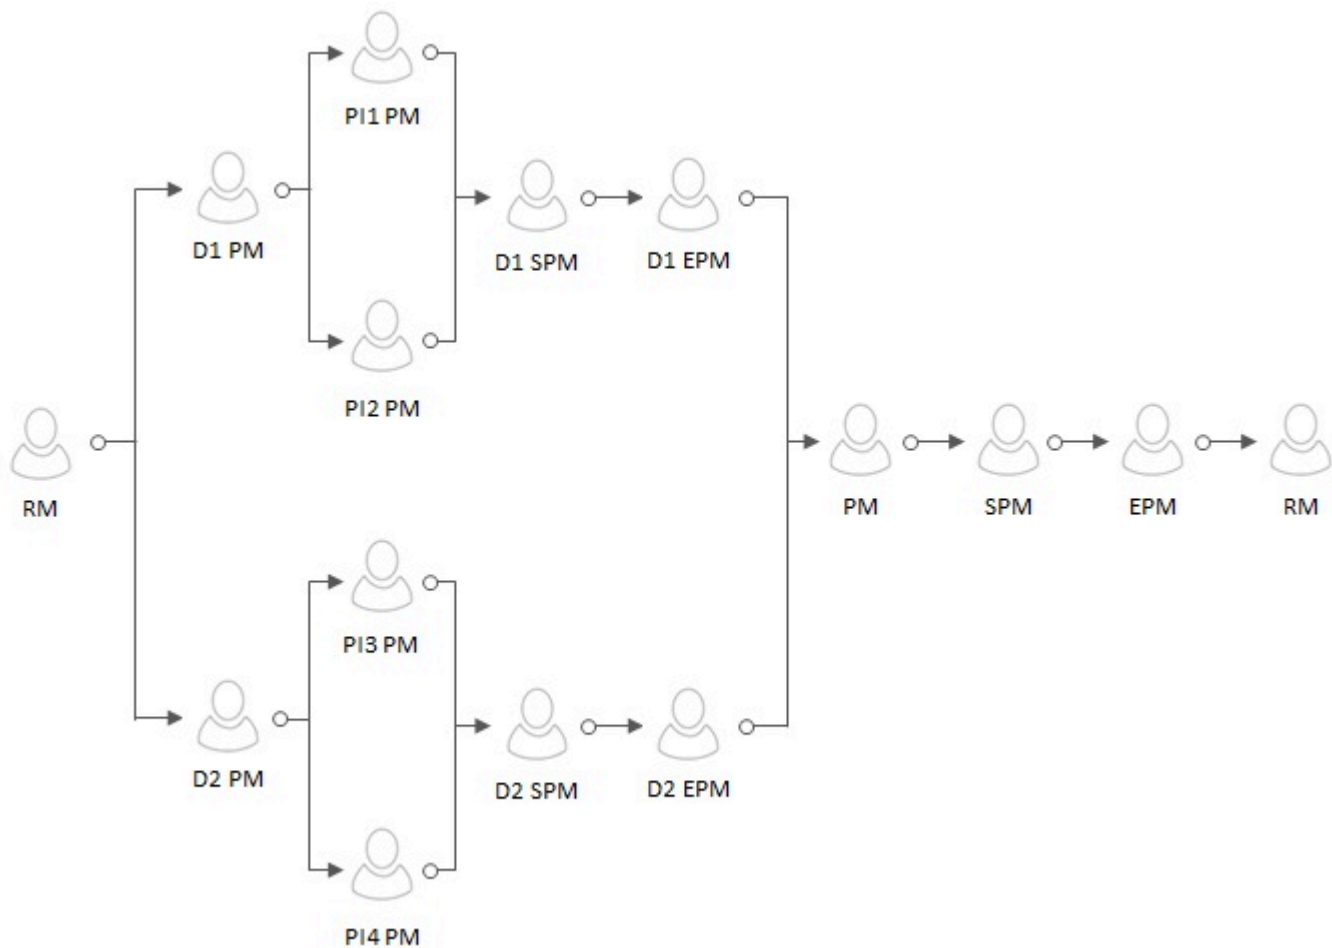 PI1 PM
D1 PM
D1 SPM
D1 EPM
PI2 PM
RM
PM
SPM
EPM
RM
PI3 PM
D2 PM
D2 SPM
D2 EPM
PI4 PM